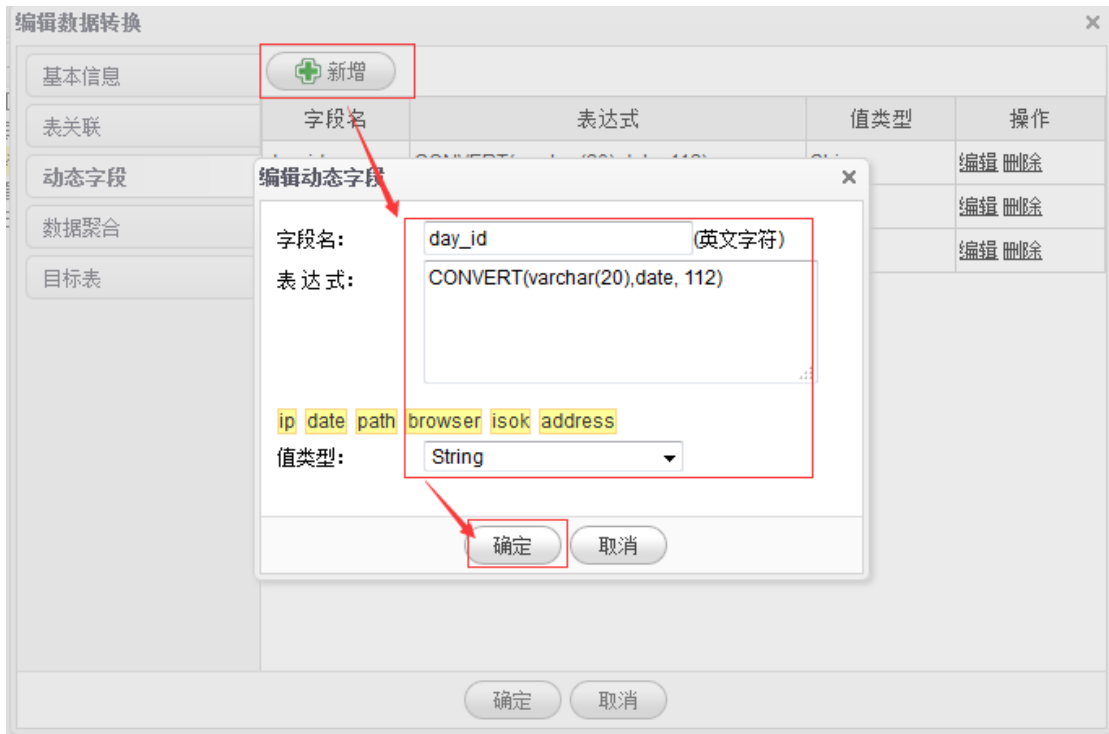 编辑数据转换
基本信息
表关联
动态字段
数据聚合
目标表
新增
字段名 表达式 值类型 操作
编辑 删除
编辑 删除
编辑 删除
编辑动态字段
字段名: day_id (英文字符)
表达式: CONVERT(varchar(20),date, 112)
ip date path browser isok address
值类型: String
确定 取消
确定 取消